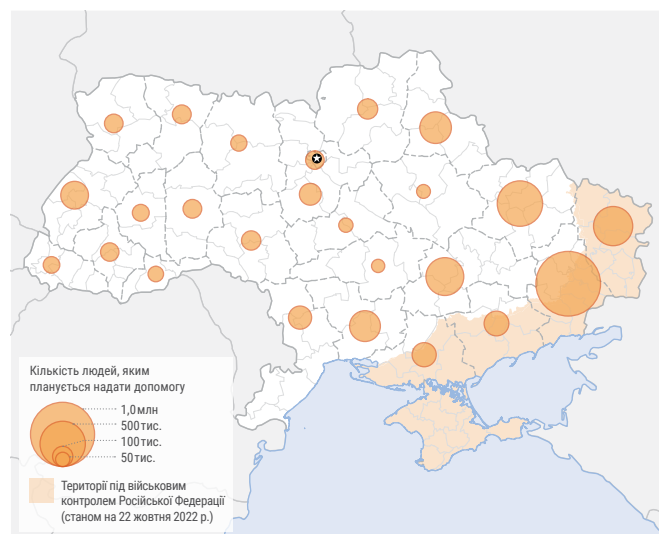 Кількість людей, яким
планується надати допомогу
1,0 млн
500 тис.
100 тис.
50 тис.
Території під військовим
контролем Російської Федерації
(станом на 22 жовтня 2022 р.)